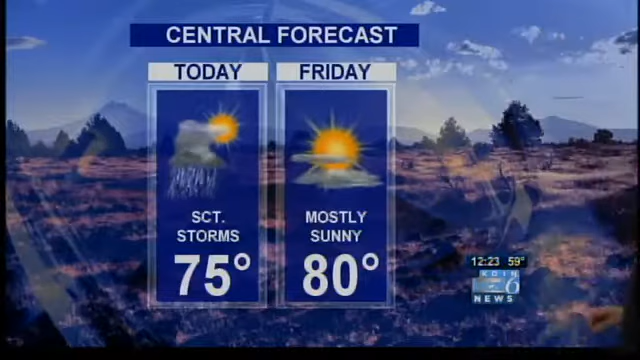 CENTRAL FORECAST
TODAY
FRIDAY
SCT.
STORMS
75°
MOSTLY
SUNNY
80°
12:23 59°
KOIN
6
NEWS